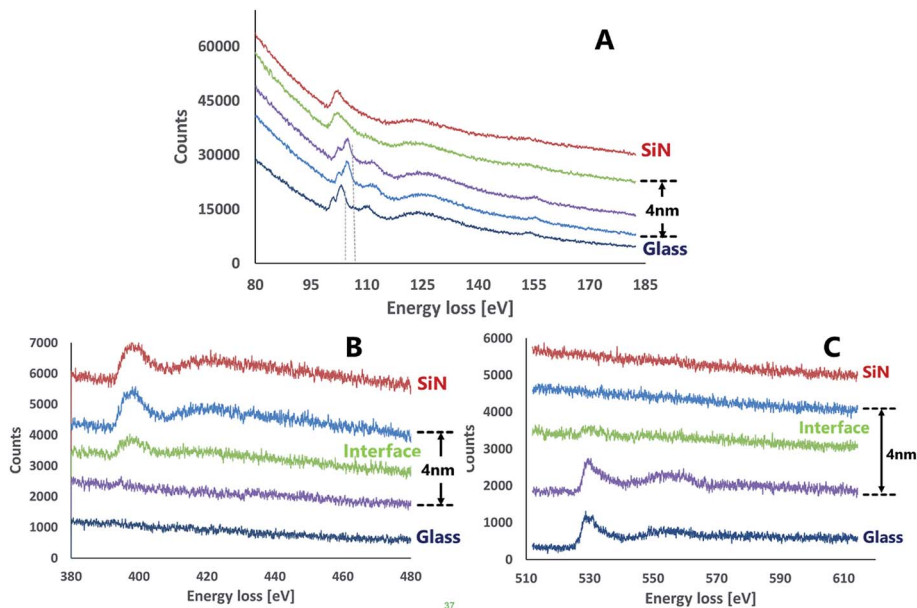 A
60000
45000
30000
15000
0
Counts
SiN
4nm
Glass
80 95 110 125 140 155 170 185
Energy loss [eV]
B
7000
6000
5000
4000
3000
2000
1000
0
Counts
SiN
Interface
4nm
Glass
380 400 420 440 460 480
Energy loss [eV]
C
6000
5000
4000
3000
2000
1000
0
Counts
SiN
Interface
4nm
Glass
510 530 550 570 590 610
Energy loss [eV]
37